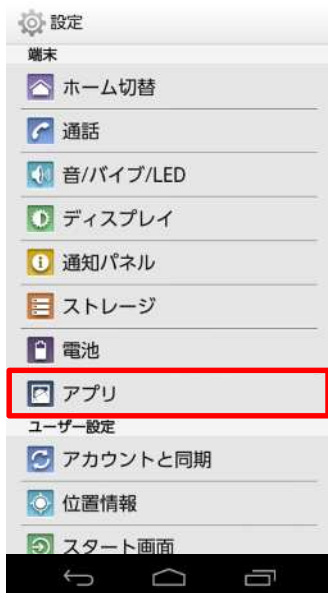 設定
端末
ホーム切替
通話
音/バイブ/LED
ディスプレイ
通知パネル
ストレージ
電池
アプリ
ユーザー設定
アカウントと同期
位置情報
スタート画面